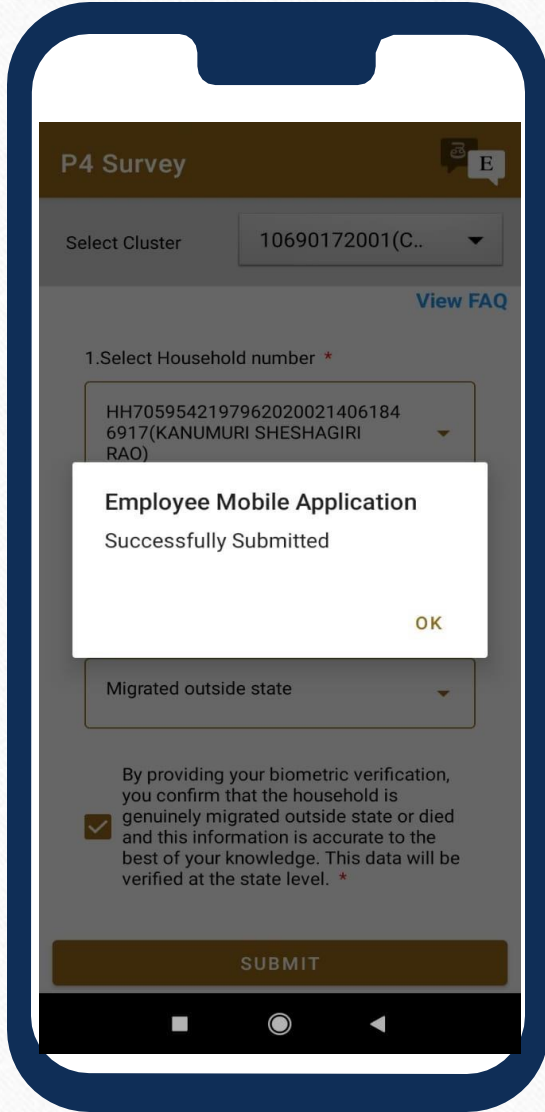 P4 Survey
తె
E
Select Cluster
10690172001(C..
View FAQ
1.Select Household number *
HH7059542197962020021406184
6917(KANUMURI SHESHAGIRI
RAO)
Employee Mobile Application
Successfully Submitted
OK
Migrated outside state
By providing your biometric verification,
you confirm that the household is
genuinely migrated outside state or died
and this information is accurate to the
best of your knowledge. This data will be
verified at the state level. *
SUBMIT